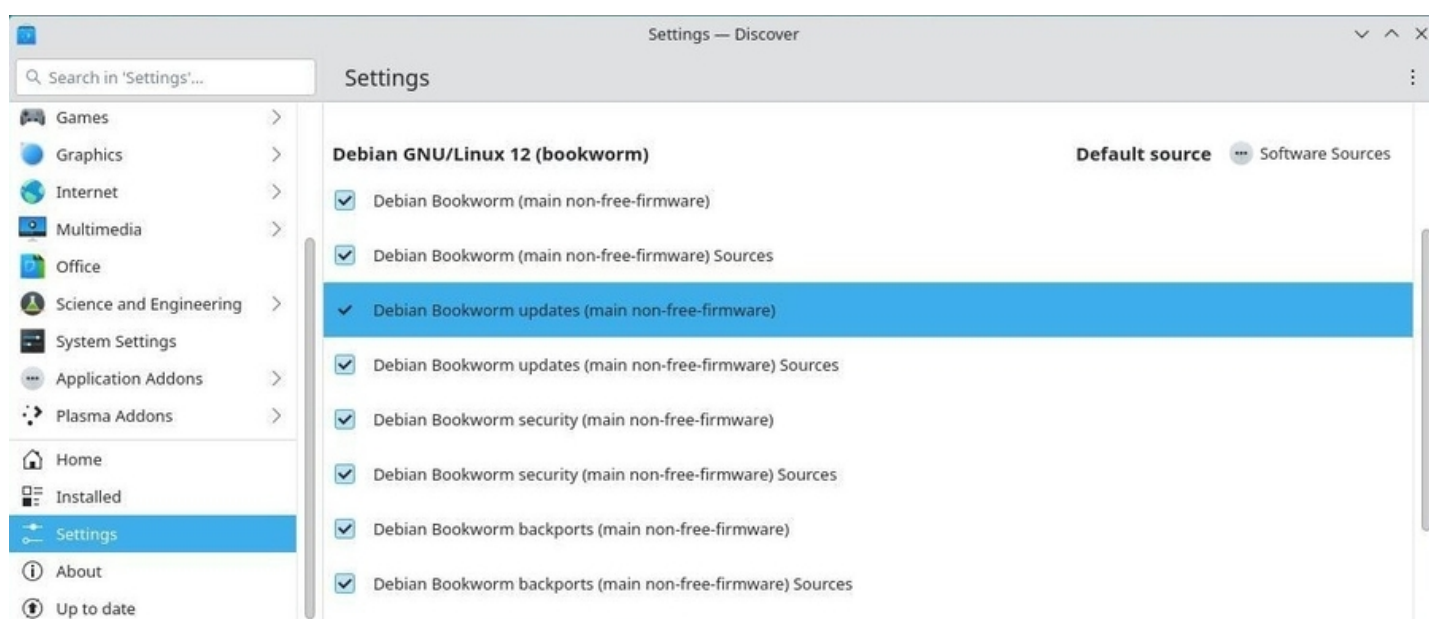 Settings — Discover
Search in 'Settings'...
Settings
Games
Graphics
Internet
Multimedia
Office
Science and Engineering
System Settings
Application Addons
Plasma Addons
Home
Installed
Settings
About
Up to date
Debian GNU/Linux 12 (bookworm)
Default source
Software Sources
Debian Bookworm (main non-free-firmware)
Debian Bookworm (main non-free-firmware) Sources
Debian Bookworm updates (main non-free-firmware)
Debian Bookworm updates (main non-free-firmware) Sources
Debian Bookworm security (main non-free-firmware)
Debian Bookworm security (main non-free-firmware) Sources
Debian Bookworm backports (main non-free-firmware)
Debian Bookworm backports (main non-free-firmware) Sources